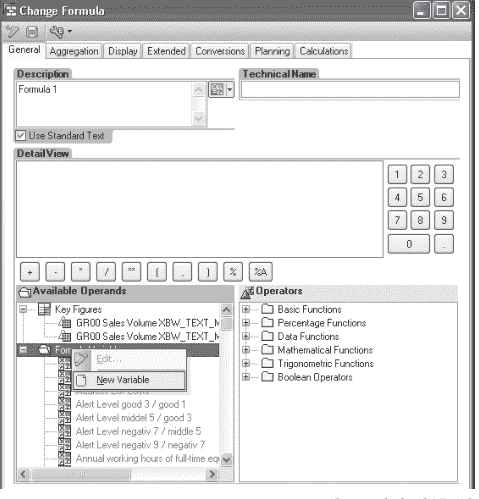 Change Formula
General Aggregation Display Extended Conversions Planning Calculations
Description
Technical Name
Formula 1
Use Standard Text
Detail View
1 2 3
4 5 6
7 8 9
0 .
+ - * / ** ( , ) % %A
Available Operands
Operators
Key Figures
GR00 Sales Volume XBW_TEXT_M
GR00 Sales Volume XBW_TEXT_M
Edit...
New Variable
Alert Level good 3 / good 1
Alert Level middel 5 / good 3
Alert Level negativ 7 / middle 5
Alert Level negativ 9 / negativ 7
Annual working hours of full-time eq
Basic Functions
Percentage Functions
Data Functions
Mathematical Functions
Trigonometric Functions
Boolean Operators